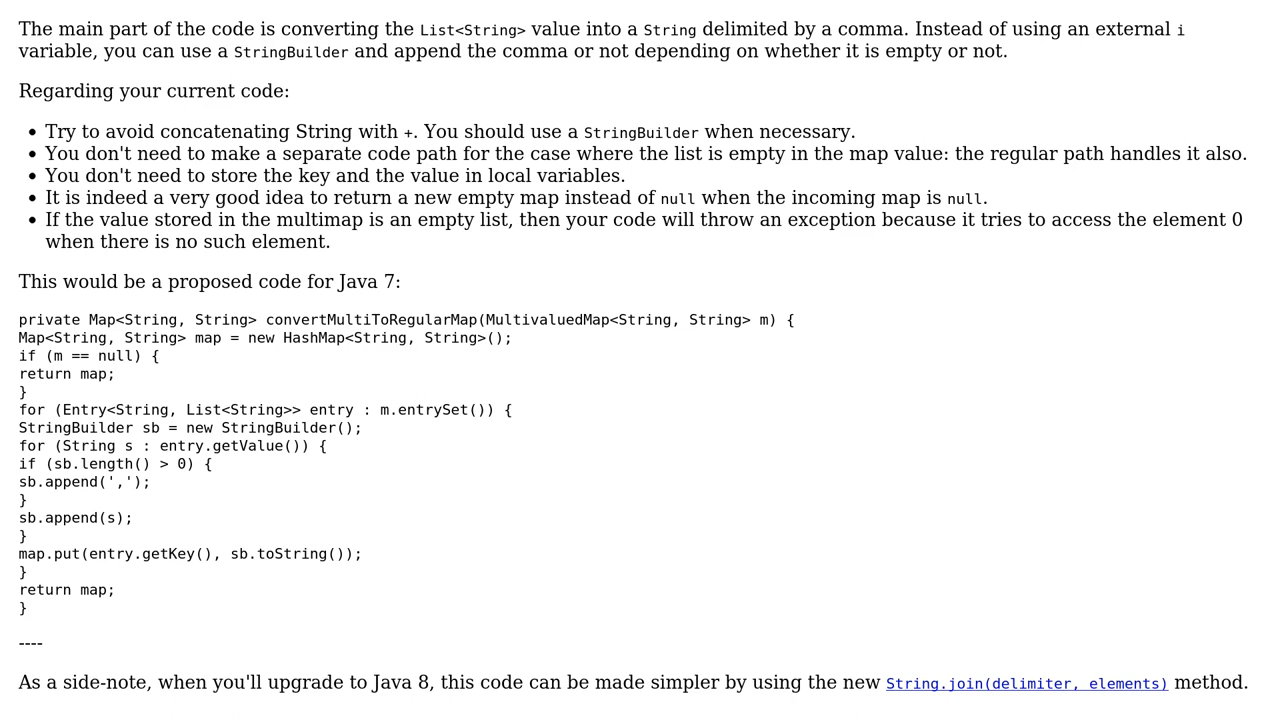 The main part of the code is converting the List<String> value into a String delimited by a comma. Instead of using an external i
variable, you can use a StringBuilder and append the comma or not depending on whether it is empty or not.
Regarding your current code:
• Try to avoid concatenating String with +. You should use a StringBuilder when necessary.
• You don't need to make a separate code path for the case where the list is empty in the map value: the regular path handles it also.
• You don't need to store the key and the value in local variables.
• It is indeed a very good idea to return a new empty map instead of null when the incoming map is null.
• If the value stored in the multimap is an empty list, then your code will throw an exception because it tries to access the element 0
when there is no such element.
This would be a proposed code for Java 7:
private Map<String, String> convertMultiToRegularMap(MultivaluedMap<String, String> m) {
Map<String, String> map = new HashMap<String, String>();
if (m == null) {
return map;
}
for (Entry<String, List<String>> entry : m.entrySet()) {
StringBuilder sb = new StringBuilder();
for (String s : entry.getValue()) {
if (sb.length() > 0) {
sb.append(',');
}
sb.append(s);
}
map.put(entry.getKey(), sb.toString());
}
return map;
}
----
As a side-note, when you'll upgrade to Java 8, this code can be made simpler by using the new String.join(delimiter, elements) method.